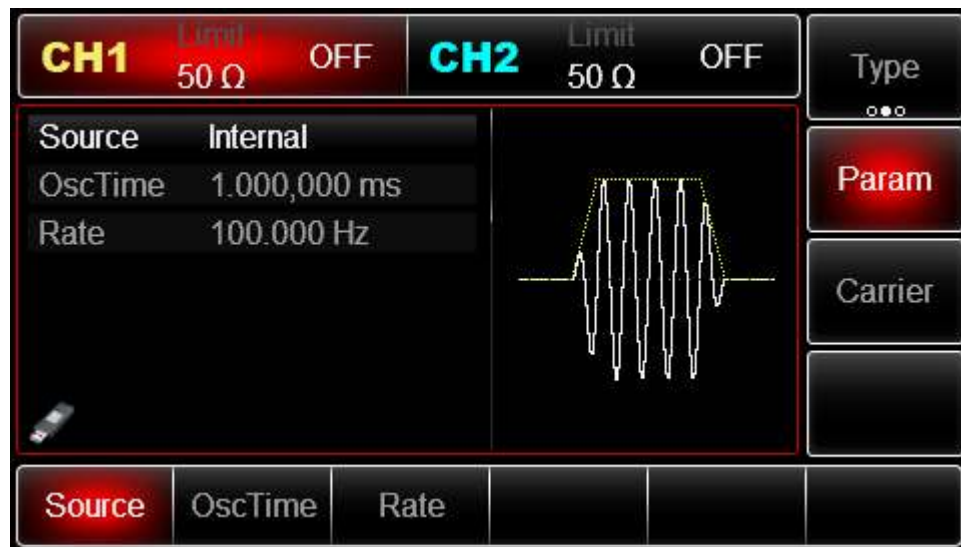 CH1 Limit 50 Ω OFF
CH2 Limit 50 Ω OFF
Type
Source Internal
OscTime 1.000,000 ms
Rate 100.000 Hz
Param
Carrier
Source OscTime Rate